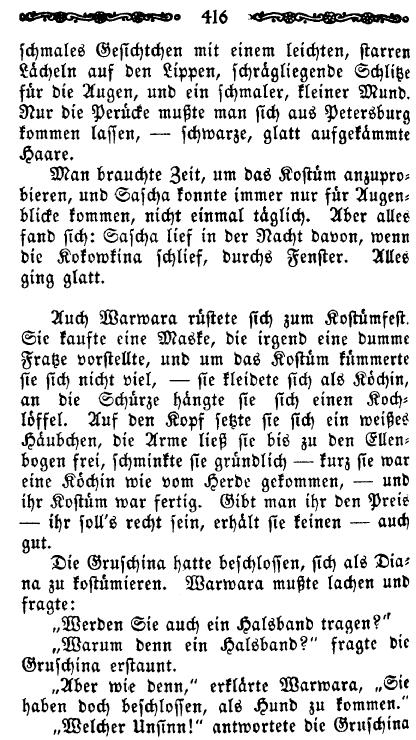 416
schmales Gesichtchen mit einem leichten, starren
Lächeln auf den Lippen, schrägliegende Schlitze
für die Augen, und ein schmaler, kleiner Mund.
Nur die Perücke mußte man sich aus Petersburg
kommen lassen, — schwarze, glatt aufgekämmte
Haare.
Man brauchte Zeit, um das Kostüm anzupro-
bieren, und Sascha konnte immer nur für Augen-
blicke kommen, nicht einmal täglich. Aber alles
fand sich: Sascha lief in der Nacht davon, wenn
die Kokowkina schlief, durchs Fenster. Alles
ging glatt.
Auch Warwara rüstete sich zum Kostümfest.
Sie kaufte eine Maske, die irgend eine dumme
Fratze vorstellte, und um das Kostüm kümmerte
sie sich nicht viel, — sie kleidete sich als Köchin,
an die Schürze hängte sie sich einen Koch-
löffel. Auf den Kopf setzte sie sich ein weißes
Häubchen, die Arme ließ sie bis zu den Ellen-
bogen frei, schminkte sie gründlich — kurz sie war
eine Köchin wie vom Herde gekommen, — und
ihr Kostüm war fertig. Gibt man ihr den Preis
— ihr soll's recht sein, erhält sie keinen — auch
gut.
Die Gruschina hatte beschlossen, sich als Dia-
na zu kostümieren. Warwara mußte lachen und
fragte:
„Werden Sie auch ein Halsband tragen?“
„Warum denn ein Halsband?“ fragte die
Gruschina erstaunt.
„Aber wie denn,“ erklärte Warwara, „Sie
haben doch beschlossen, als Hund zu kommen.“
„Welcher Unsinn!“ antwortete die Gruschina